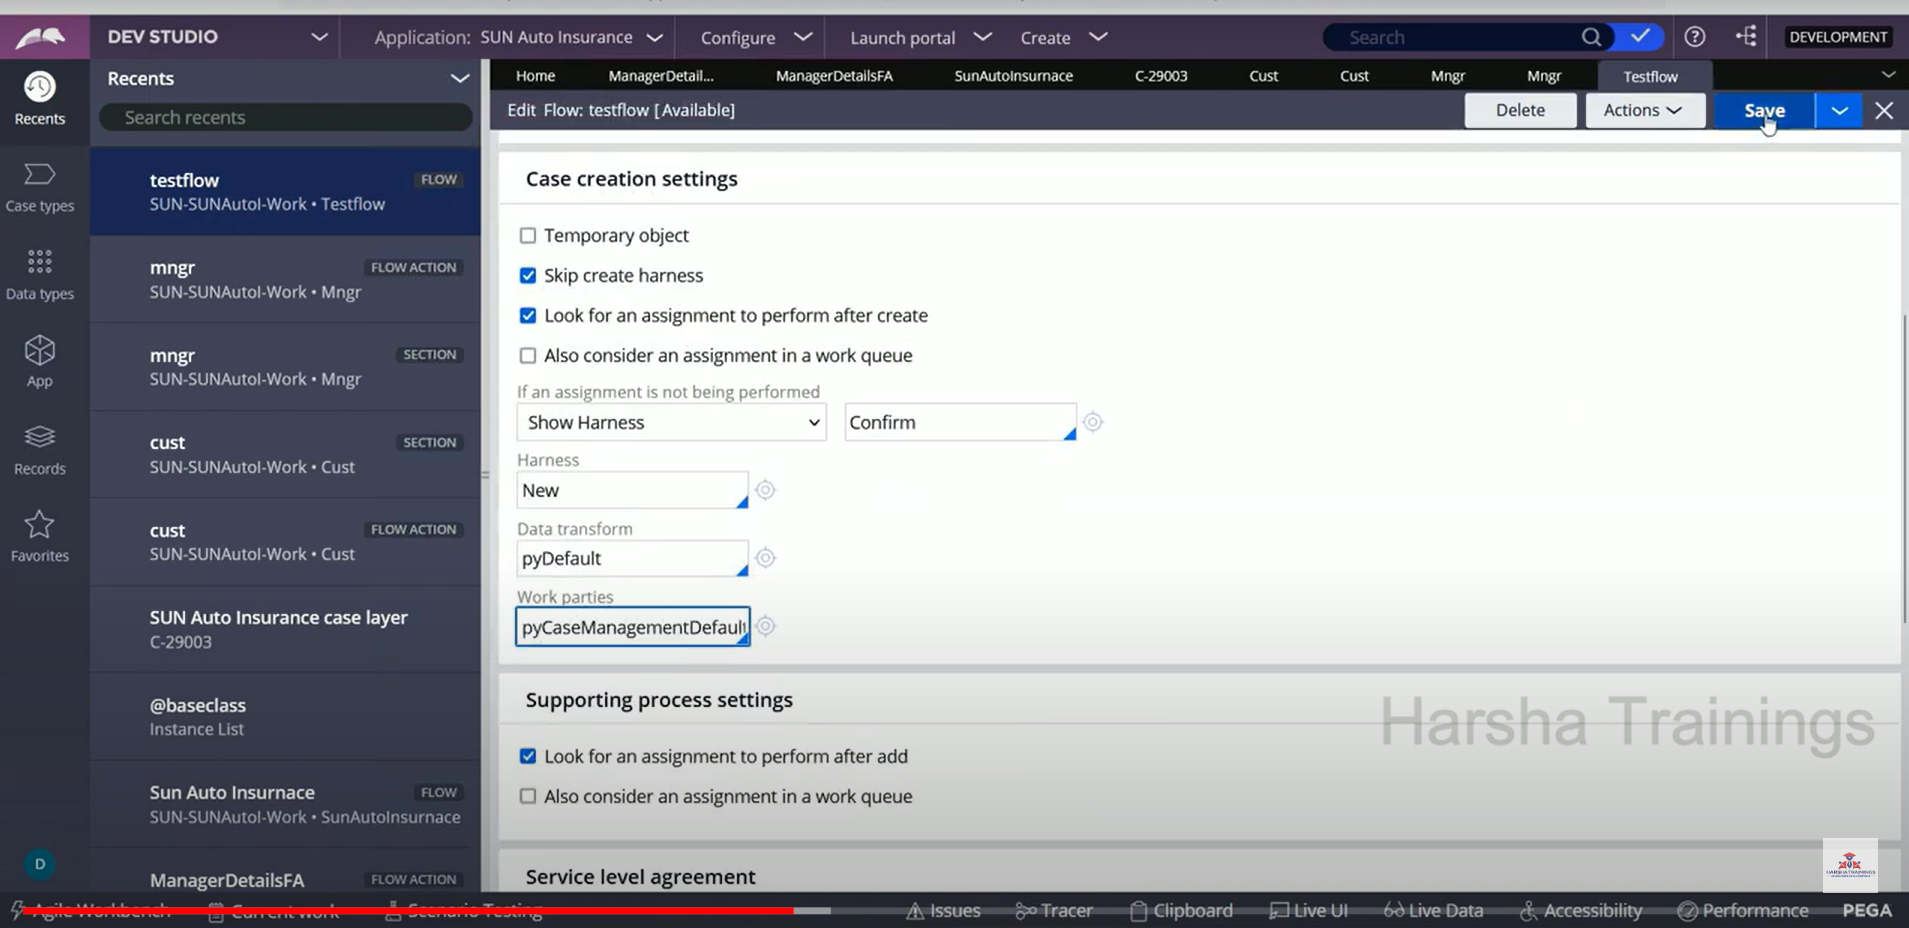 DEV STUDIO
Application: SUN Auto Insurance
Configure
Launch portal
Create
Search
DEVELOPMENT
Recents
Search recents
Home
ManagerDetail...
ManagerDetailsFA
SunAutoInsurnace
C-29003
Cust
Cust
Mngr
Mngr
Testflow
Edit Flow: testflow [Available]
Delete
Actions
Save
Recents
Case types
Data types
App
Records
Favorites
D
testflow
FLOW
SUN-SUNAutoI-Work • Testflow
mngr
FLOW ACTION
SUN-SUNAutoI-Work • Mngr
mngr
SECTION
SUN-SUNAutoI-Work • Mngr
cust
SECTION
SUN-SUNAutoI-Work • Cust
cust
FLOW ACTION
SUN-SUNAutoI-Work • Cust
SUN Auto Insurance case layer
C-29003
@baseclass
Instance List
Sun Auto Insurnace
FLOW
SUN-SUNAutoI-Work • SunAutoInsurnace
ManagerDetailsFA
FLOW ACTION
Case creation settings
Temporary object
Skip create harness
Look for an assignment to perform after create
Also consider an assignment in a work queue
If an assignment is not being performed
Show Harness
Confirm
Harness
New
Data transform
pyDefault
Work parties
pyCaseManagementDefaul
Supporting process settings
Look for an assignment to perform after add
Also consider an assignment in a work queue
Service level agreement
Harsha Trainings
HARSHATRAININGS
Agile Workbench
Current work
Scenario Testing
Issues
Tracer
Clipboard
Live UI
Live Data
Accessibility
Performance
PEGA